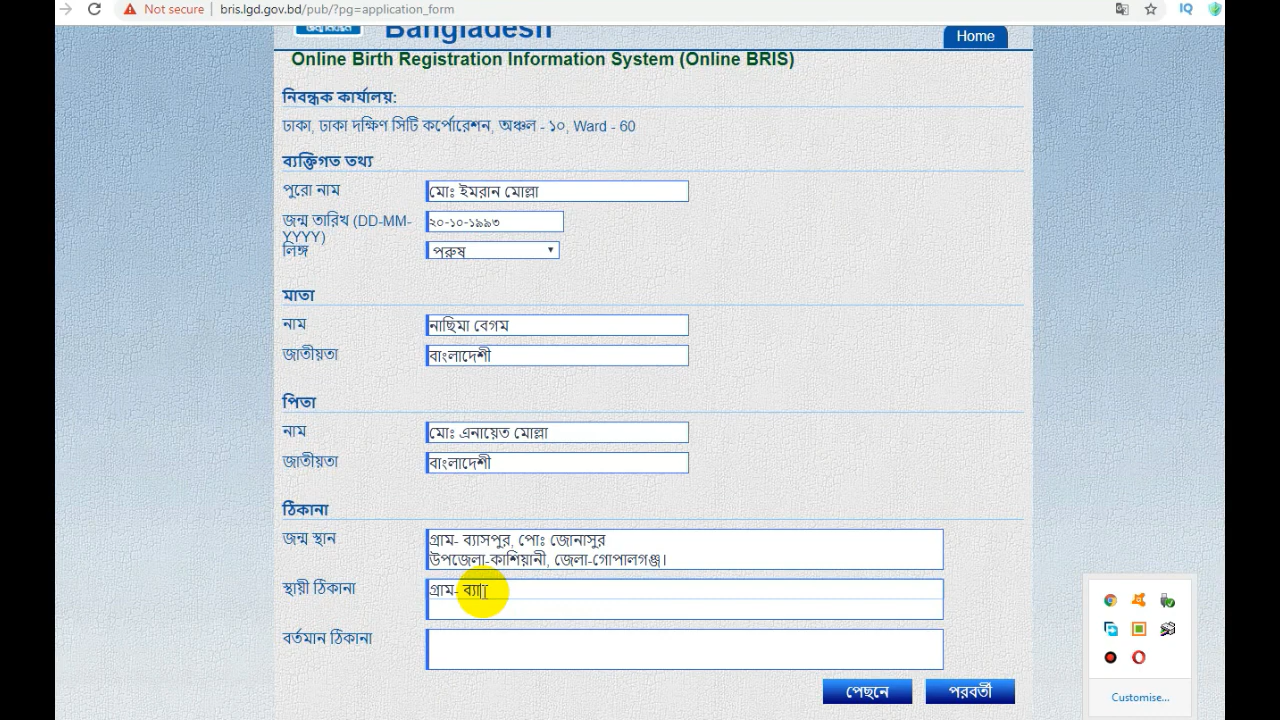 Not secure
bris.lgd.gov.bd/pub/?pg=application_form
IQ
Bangladesh
Home
Online Birth Registration Information System (Online BRIS)
নিবন্ধক কার্যালয়:
ঢাকা, ঢাকা দক্ষিণ সিটি কর্পোরেশন, অঞ্চল - ১০, Ward - 60
ব্যক্তিগত তথ্য
পুরো নাম
মোঃ ইমরান মোল্লা
জন্ম তারিখ (DD-MM-
YYYY)
২০-১০-১৯৯৩
লিঙ্গ
পরুষ
মাতা
নাম
নাছিমা বেগম
জাতীয়তা
বাংলাদেশী
পিতা
নাম
মোঃ এনায়েত মোল্লা
জাতীয়তা
বাংলাদেশী
ঠিকানা
জন্ম স্থান
গ্রাম- ব্যাসপুর, পোঃ জোনাসুর
উপজেলা-কাশিয়ানী, জেলা-গোপালগঞ্জ।
স্থায়ী ঠিকানা
গ্রাম- ব্যা
বর্তমান ঠিকানা
পেছনে
পরবর্তী
Customise...